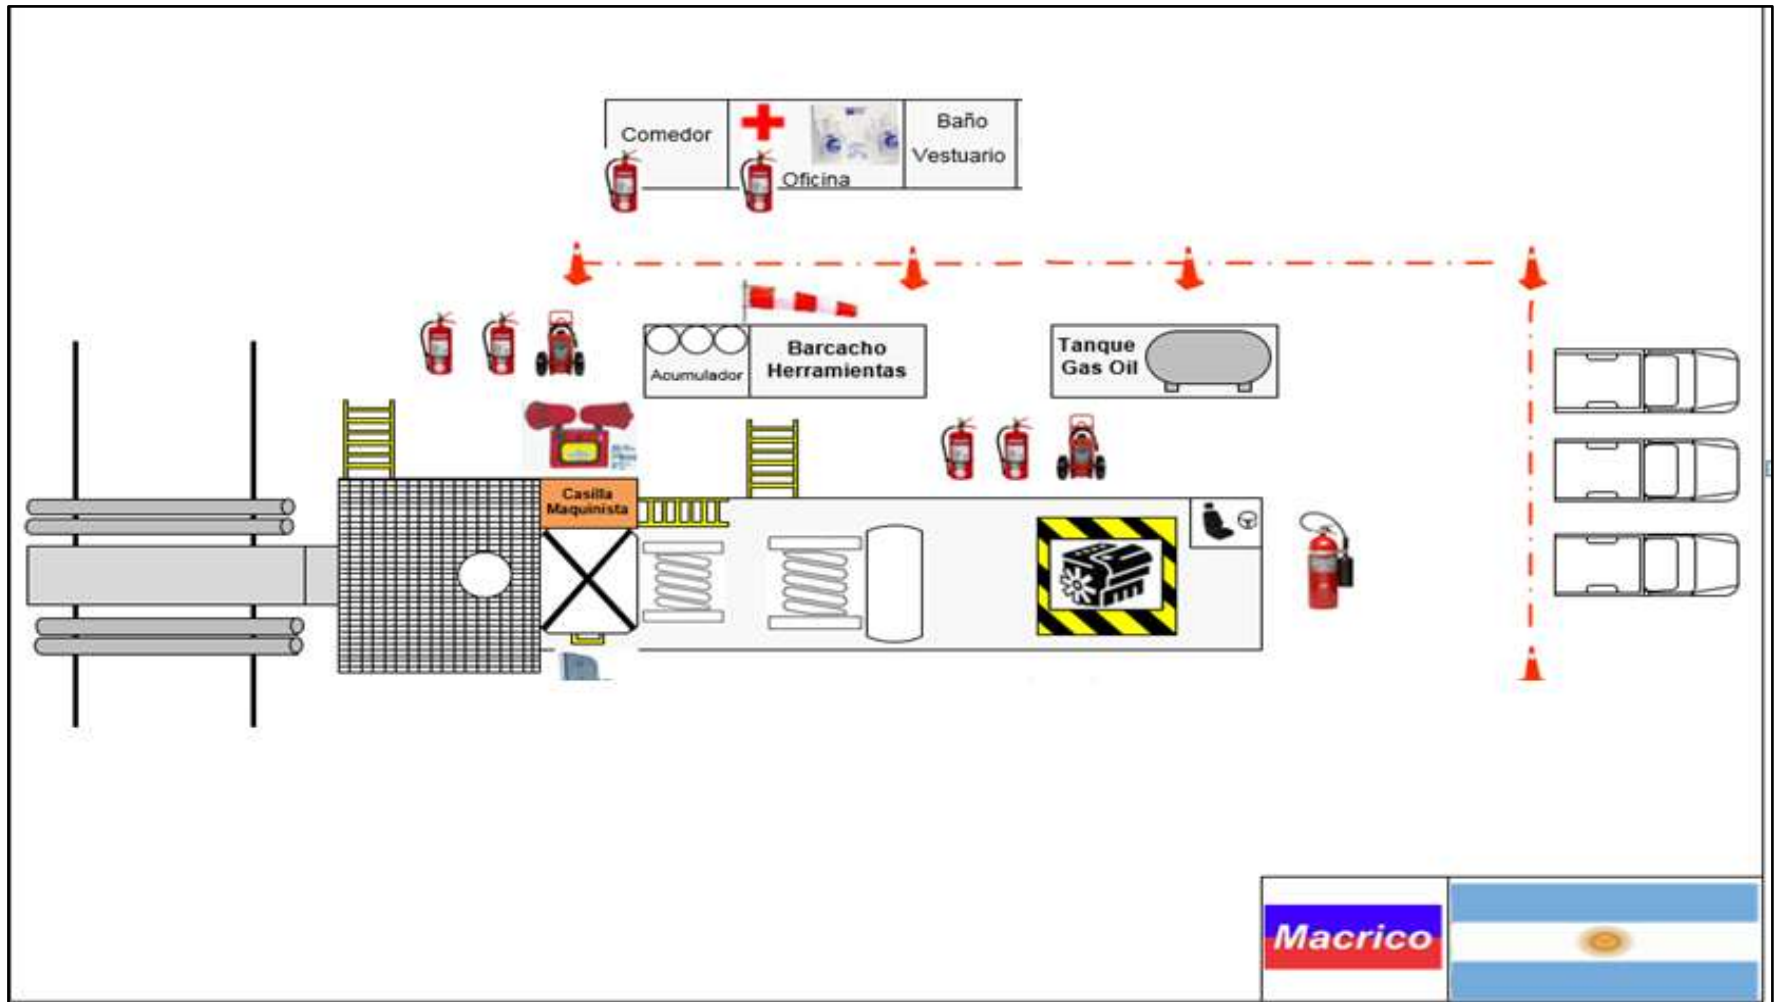 Comedor
Oficina
Baño
Vestuario
Acumulador
Barcacho
Herramientas
Tanque
Gas Oil
Casilla
Maquinista
Macrico